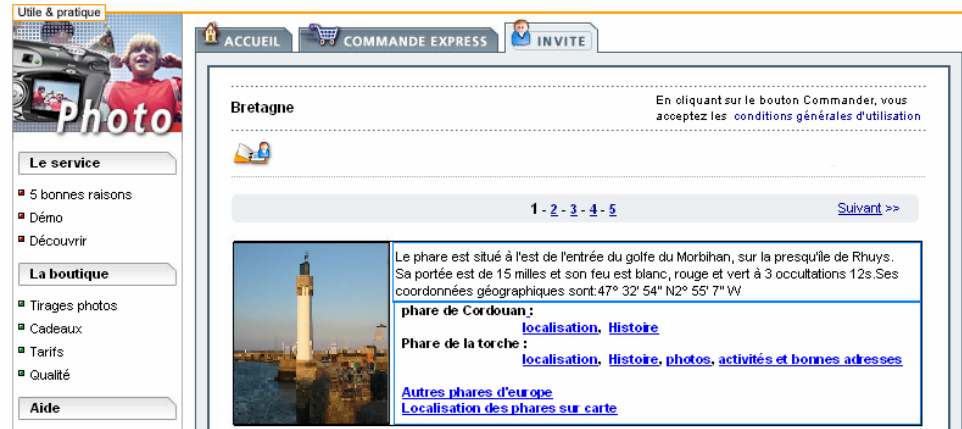 Utile & pratique
Photo
ACCUEIL
COMMANDE EXPRESS
INVITE
Le service
5 bonnes raisons
Démo
Découvrir
La boutique
Tirages photos
Cadeaux
Tarifs
Qualité
Aide
Bretagne
En cliquant sur le bouton Commander, vous
acceptez les conditions générales d'utilisation
1 - 2 - 3 - 4 - 5
Suivant >>
Le phare est situé à l'est de l'entrée du golfe du Morbihan, sur la presqu'île de Rhuys.
Sa portée est de 15 milles et son feu est blanc, rouge et vert à 3 occultations 12s.Ses
coordonnées géographiques sont:47° 32' 54" N2° 55' 7" W
phare de Cordouan :
localisation, Histoire
Phare de la torche :
localisation, Histoire, photos, activités et bonnes adresses
Autres phares d'europe
Localisation des phares sur carte